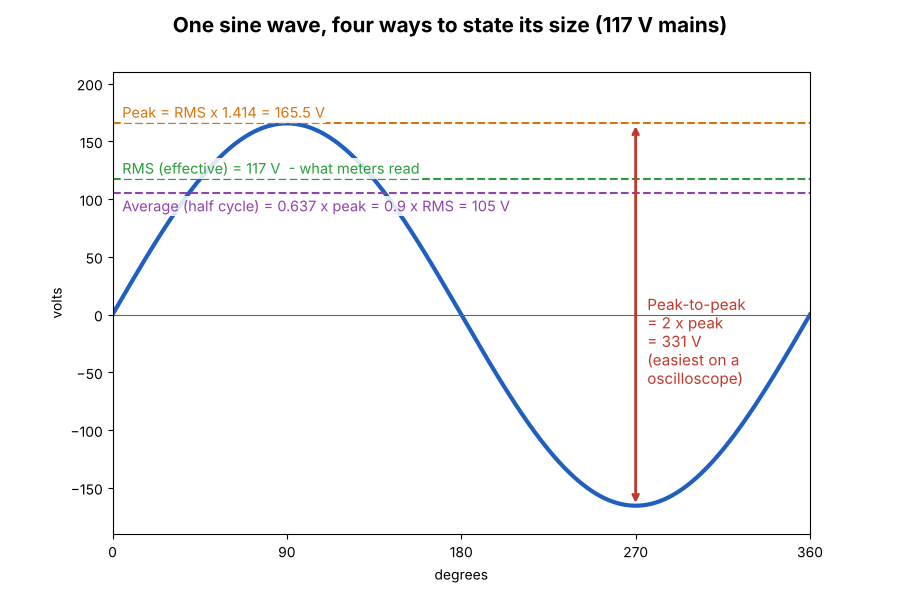 One sine wave, four ways to state its size (117 V mains)
200
150
100
50
0
−50
−100
−150
volts
Peak = RMS x 1.414 = 165.5 V
RMS (effective) = 117 V  - what meters read
Average (half cycle) = 0.637 x peak = 0.9 x RMS = 105 V
Peak-to-peak
= 2 x peak
= 331 V
(easiest on a
oscilloscope)
0
90
180
270
360
degrees